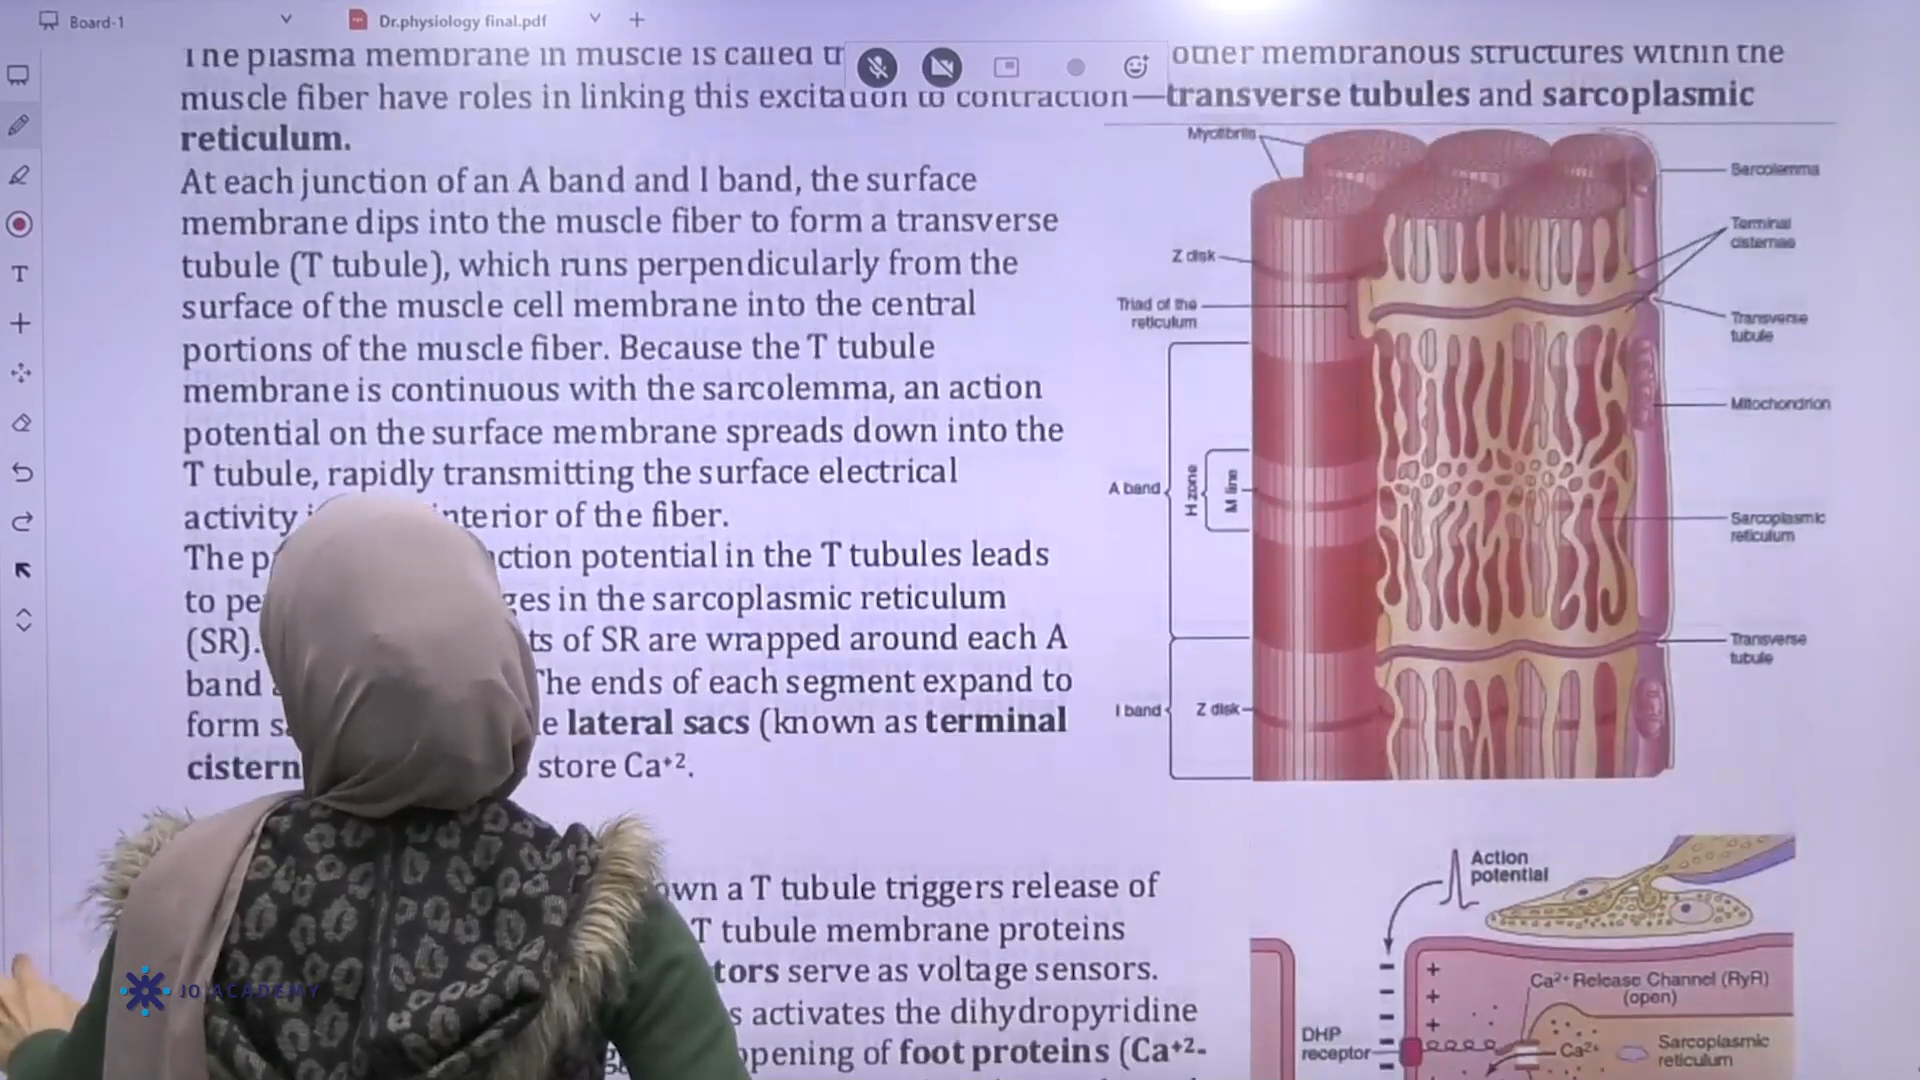 Board-1
Dr.physiology final.pdf
The plasma membrane in muscle is called
other membranous structures within the
muscle fiber have roles in linking this excitation to contraction—transverse tubules and sarcoplasmic
reticulum.
At each junction of an A band and I band, the surface
membrane dips into the muscle fiber to form a transverse
tubule (T tubule), which runs perpendicularly from the
surface of the muscle cell membrane into the central
portions of the muscle fiber. Because the T tubule
membrane is continuous with the sarcolemma, an action
potential on the surface membrane spreads down into the
T tubule, rapidly transmitting the surface electrical
activity interior of the fiber.
The ction potential in the T tubules leads
to ges in the sarcoplasmic reticulum
(SR). ts of SR are wrapped around each A
band The ends of each segment expand to
form lateral sacs (known as terminal
cistern store Ca+2.
own a T tubule triggers release of
T tubule membrane proteins
tors serve as voltage sensors.
s activates the dihydropyridine
opening of foot proteins (Ca+2-
Myofibrils
Z disk
Triad of the
reticulum
A band
H zone
M line
I band
Z disk
Sarcolemma
Terminal
cisternae
Transverse
tubule
Mitochondrion
Sarcoplasmic
reticulum
Transverse
tubule
Action
potential
Ca2+ Release Channel (RyR)
(open)
DHP
receptor
Ca2+
Sarcoplasmic
reticulum
JO ACADEMY